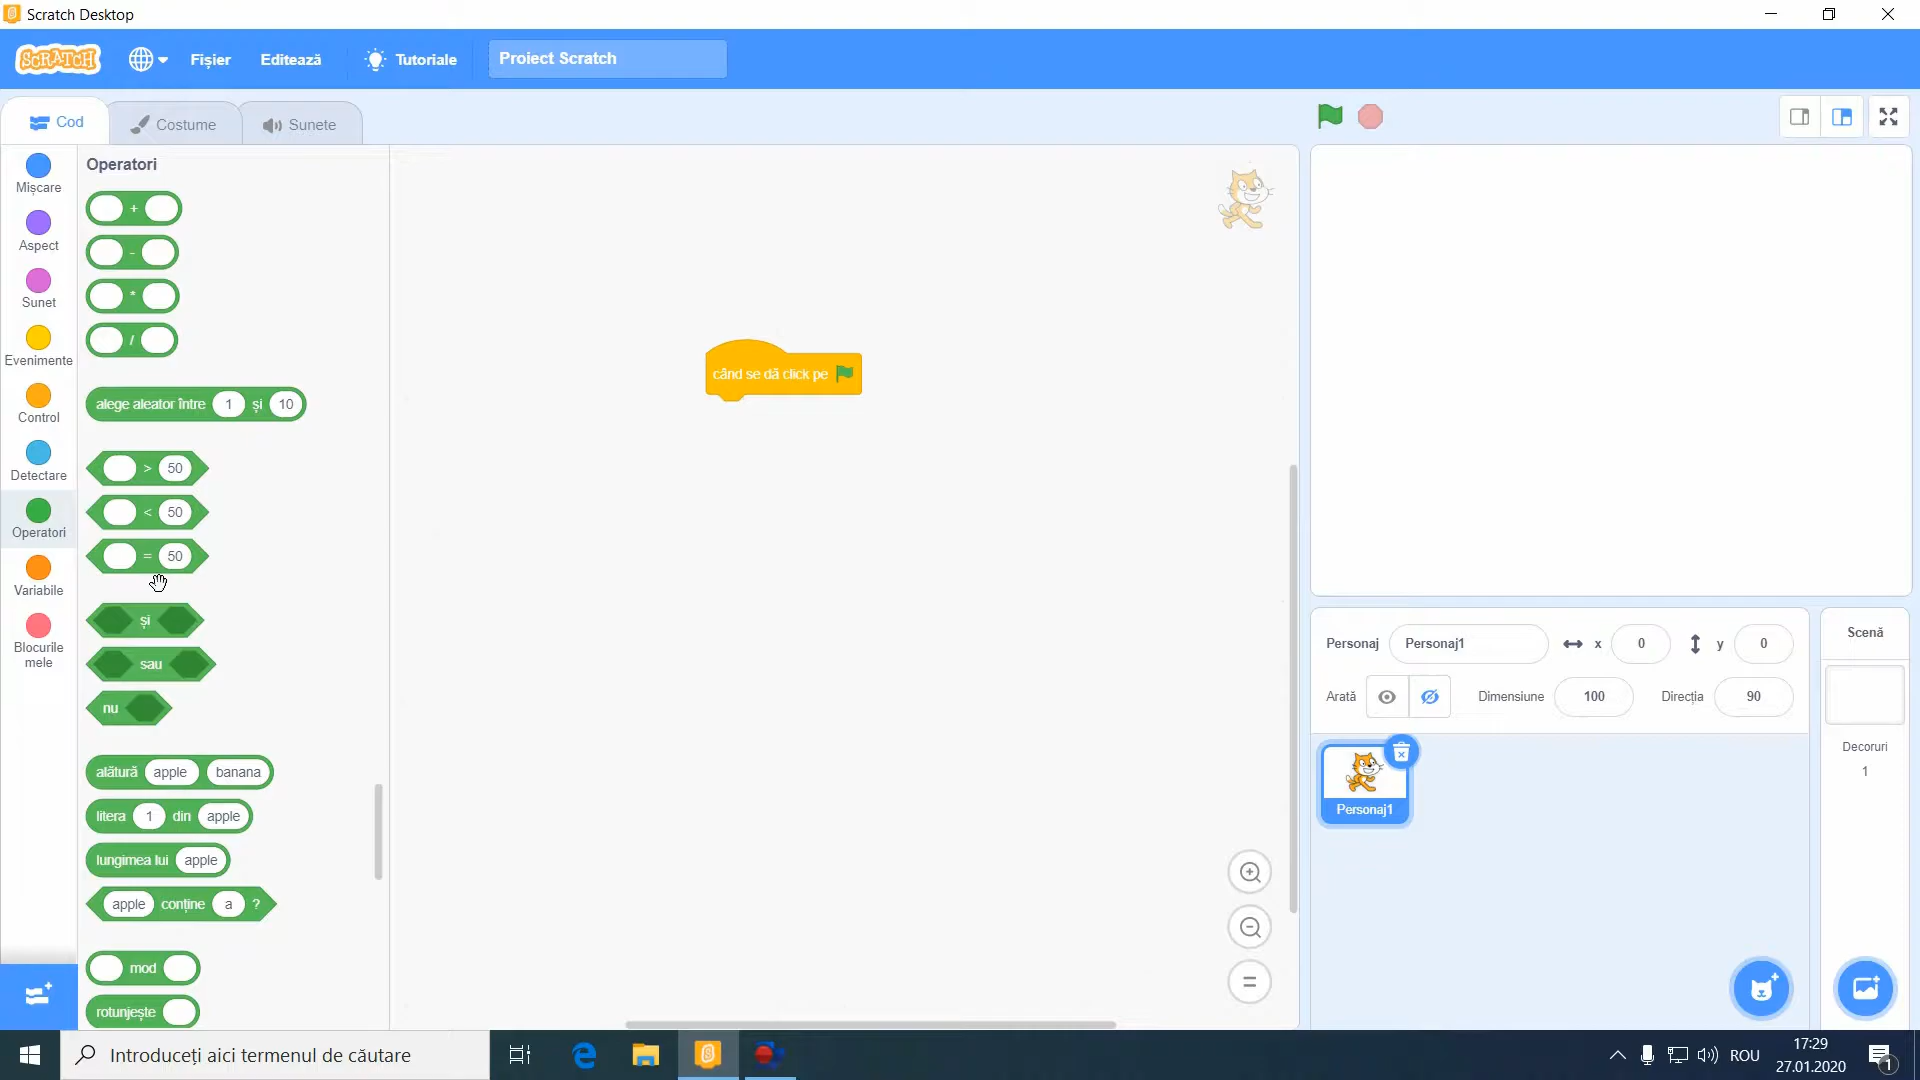 Scratch Desktop
SCRATCH
Fișier
Editează
Tutoriale
Proiect Scratch
Cod
Costume
Sunete
Mișcare
Aspect
Sunet
Evenimente
Control
Detectare
Operatori
Variabile
Blocurile
mele
Operatori
+
-
*
/
alege aleator între 1 și 10
> 50
< 50
= 50
și
sau
nu
alătură apple banana
litera 1 din apple
lungimea lui apple
apple conține a ?
mod
rotunjește
când se dă click pe
Personaj
Personaj1
x 0
y 0
Arată
Dimensiune 100
Direcția 90
Personaj1
Scenă
Decoruri
1
Introduceți aici termenul de căutare
ROU
17:29
27.01.2020
1